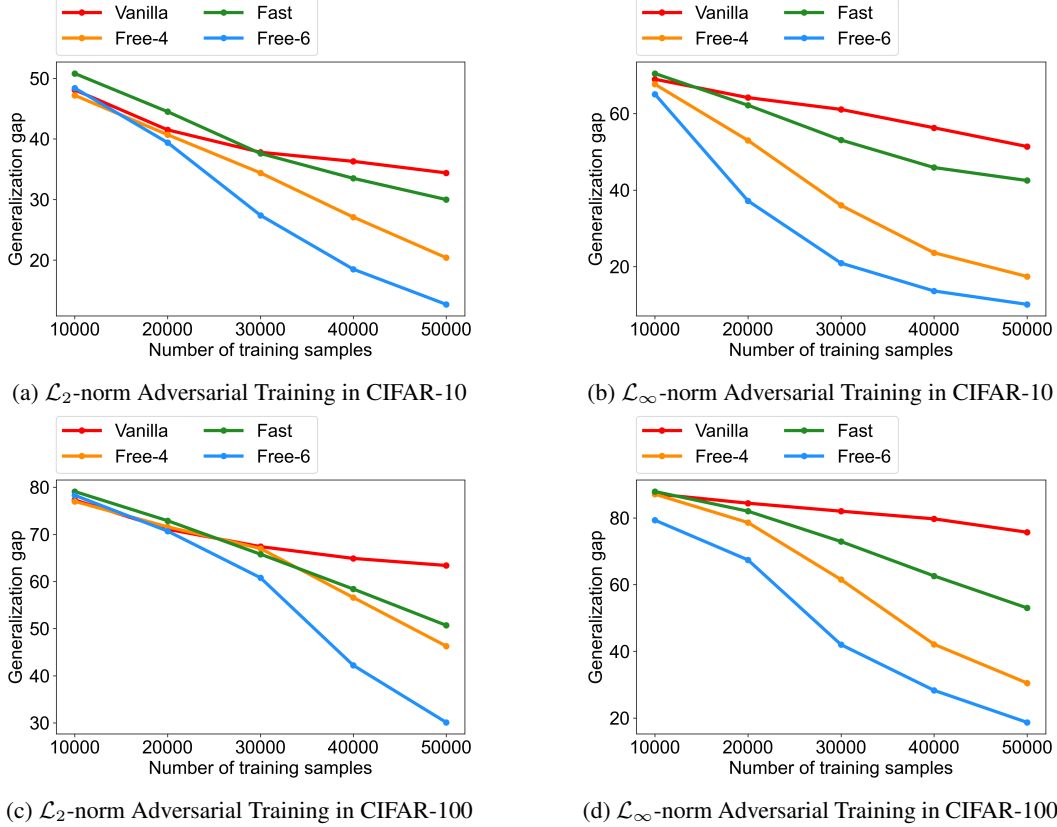 Vanilla Fast
Free-4 Free-6
Generalization gap
50
40
30
20
10000 20000 30000 40000 50000
Number of training samples
(a) ℒ₂-norm Adversarial Training in CIFAR-10
Vanilla Fast
Free-4 Free-6
Generalization gap
60
40
20
10000 20000 30000 40000 50000
Number of training samples
(b) ℒ∞-norm Adversarial Training in CIFAR-10
Vanilla Fast
Free-4 Free-6
Generalization gap
80
70
60
50
40
30
10000 20000 30000 40000 50000
Number of training samples
(c) ℒ₂-norm Adversarial Training in CIFAR-100
Vanilla Fast
Free-4 Free-6
Generalization gap
80
60
40
20
10000 20000 30000 40000 50000
Number of training samples
(d) ℒ∞-norm Adversarial Training in CIFAR-100